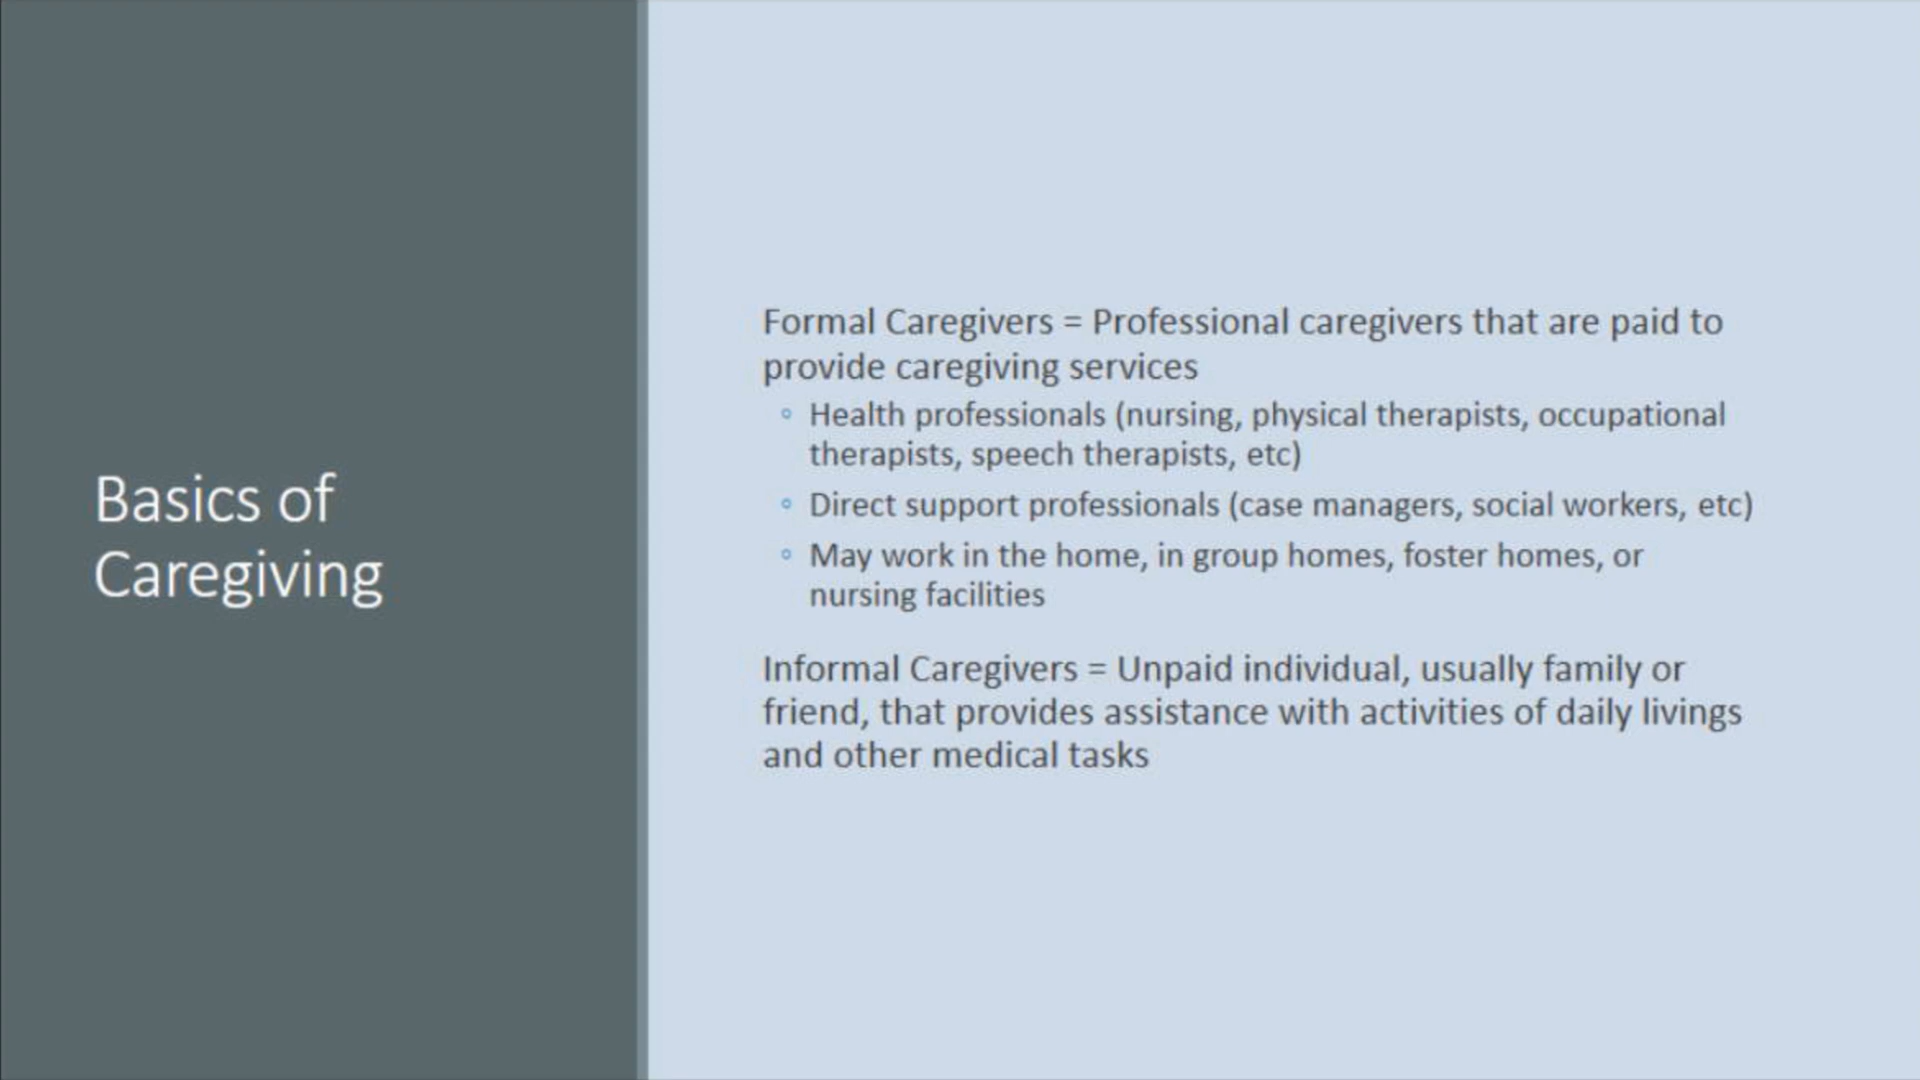 Basics of
Caregiving
Formal Caregivers = Professional caregivers that are paid to
provide caregiving services
◦ Health professionals (nursing, physical therapists, occupational
therapists, speech therapists, etc)
◦ Direct support professionals (case managers, social workers, etc)
◦ May work in the home, in group homes, foster homes, or
nursing facilities
Informal Caregivers = Unpaid individual, usually family or
friend, that provides assistance with activities of daily livings
and other medical tasks